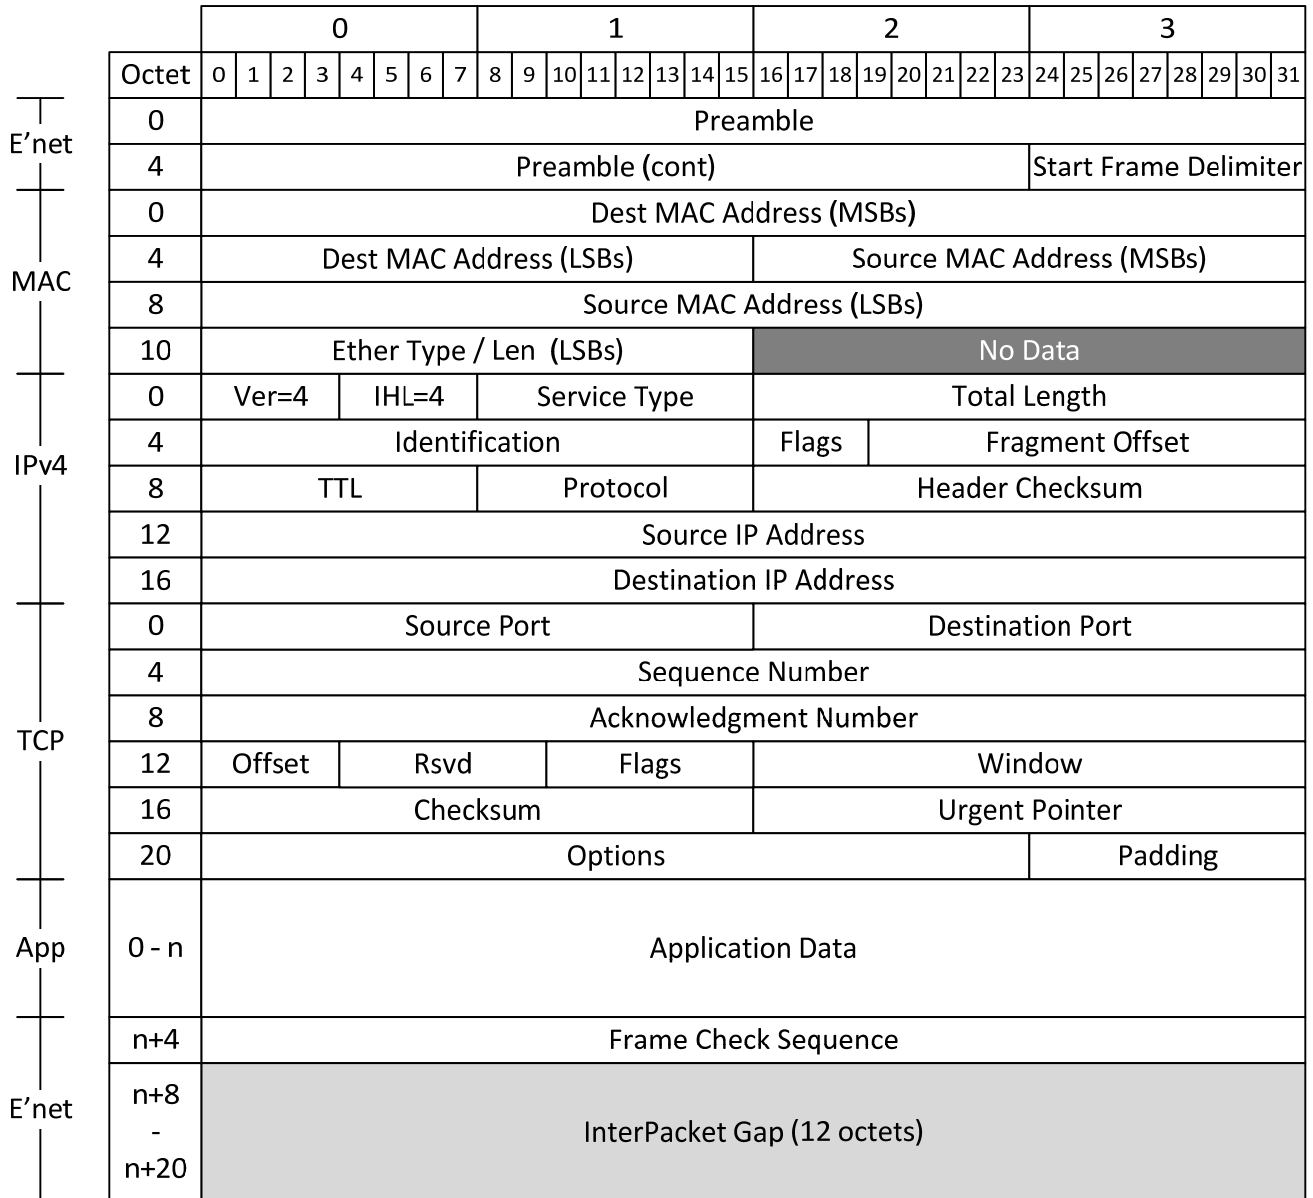 0 1 2 3
Octet 0 1 2 3 4 5 6 7 8 9 10 11 12 13 14 15 16 17 18 19 20 21 22 23 24 25 26 27 28 29 30 31
E'net
0 Preamble
4 Preamble (cont) Start Frame Delimiter
MAC
0 Dest MAC Address (MSBs)
4 Dest MAC Address (LSBs) Source MAC Address (MSBs)
8 Source MAC Address (LSBs)
10 Ether Type / Len (LSBs) No Data
IPv4
0 Ver=4 IHL=4 Service Type Total Length
4 Identification Flags Fragment Offset
8 TTL Protocol Header Checksum
12 Source IP Address
16 Destination IP Address
TCP
0 Source Port Destination Port
4 Sequence Number
8 Acknowledgment Number
12 Offset Rsvd Flags Window
16 Checksum Urgent Pointer
20 Options Padding
App
0 - n Application Data
E'net
n+4 Frame Check Sequence
n+8
-
n+20
InterPacket Gap (12 octets)